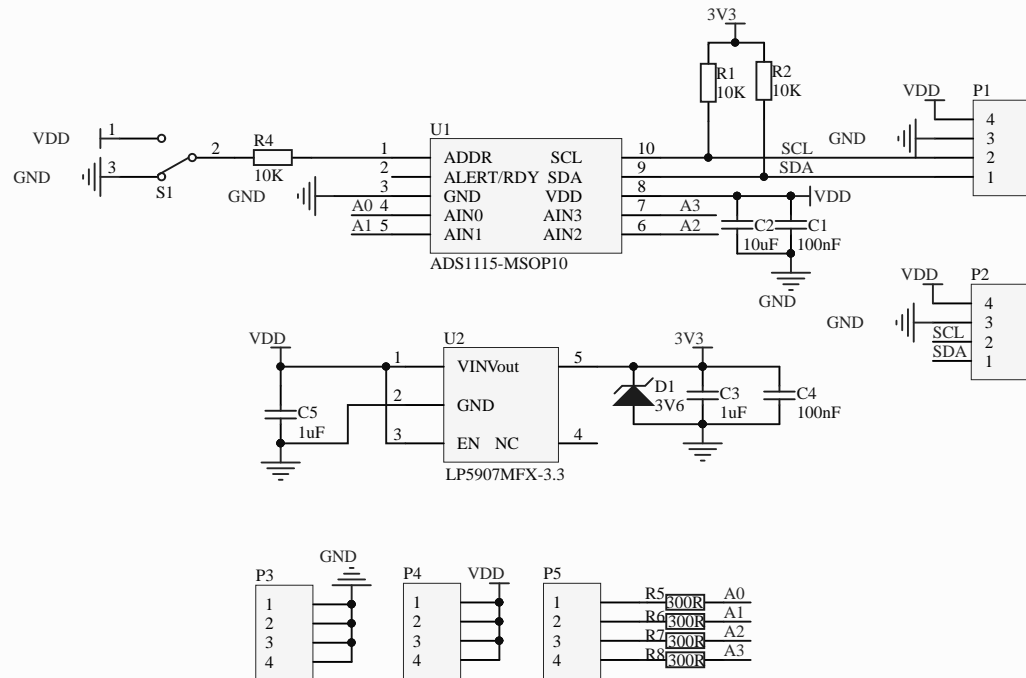 3V3
R1
10K
R2
10K
VDD
P1
4
3
2
1
GND
SCL
SDA
VDD
1
2
3
GND
S1
R4
10K
GND
U1
1
2
3
A0 4
A1 5
ADDR
ALERT/RDY
GND
AIN0
AIN1
SCL
SDA
VDD
AIN3
AIN2
10
9
8
7
6
A3
A2
ADS1115-MSOP10
VDD
C2
10uF
C1
100nF
GND
VDD
P2
4
3
2
1
GND
SCL
SDA
VDD
C5
1uF
U2
1
2
3
VINVout
GND
EN NC
5
4
LP5907MFX-3.3
3V3
D1
3V6
C3
1uF
C4
100nF
GND
P3
1
2
3
4
P4
VDD
1
2
3
4
P5
1
2
3
4
R5 300R A0
R6 300R A1
R7 300R A2
R8 300R A3